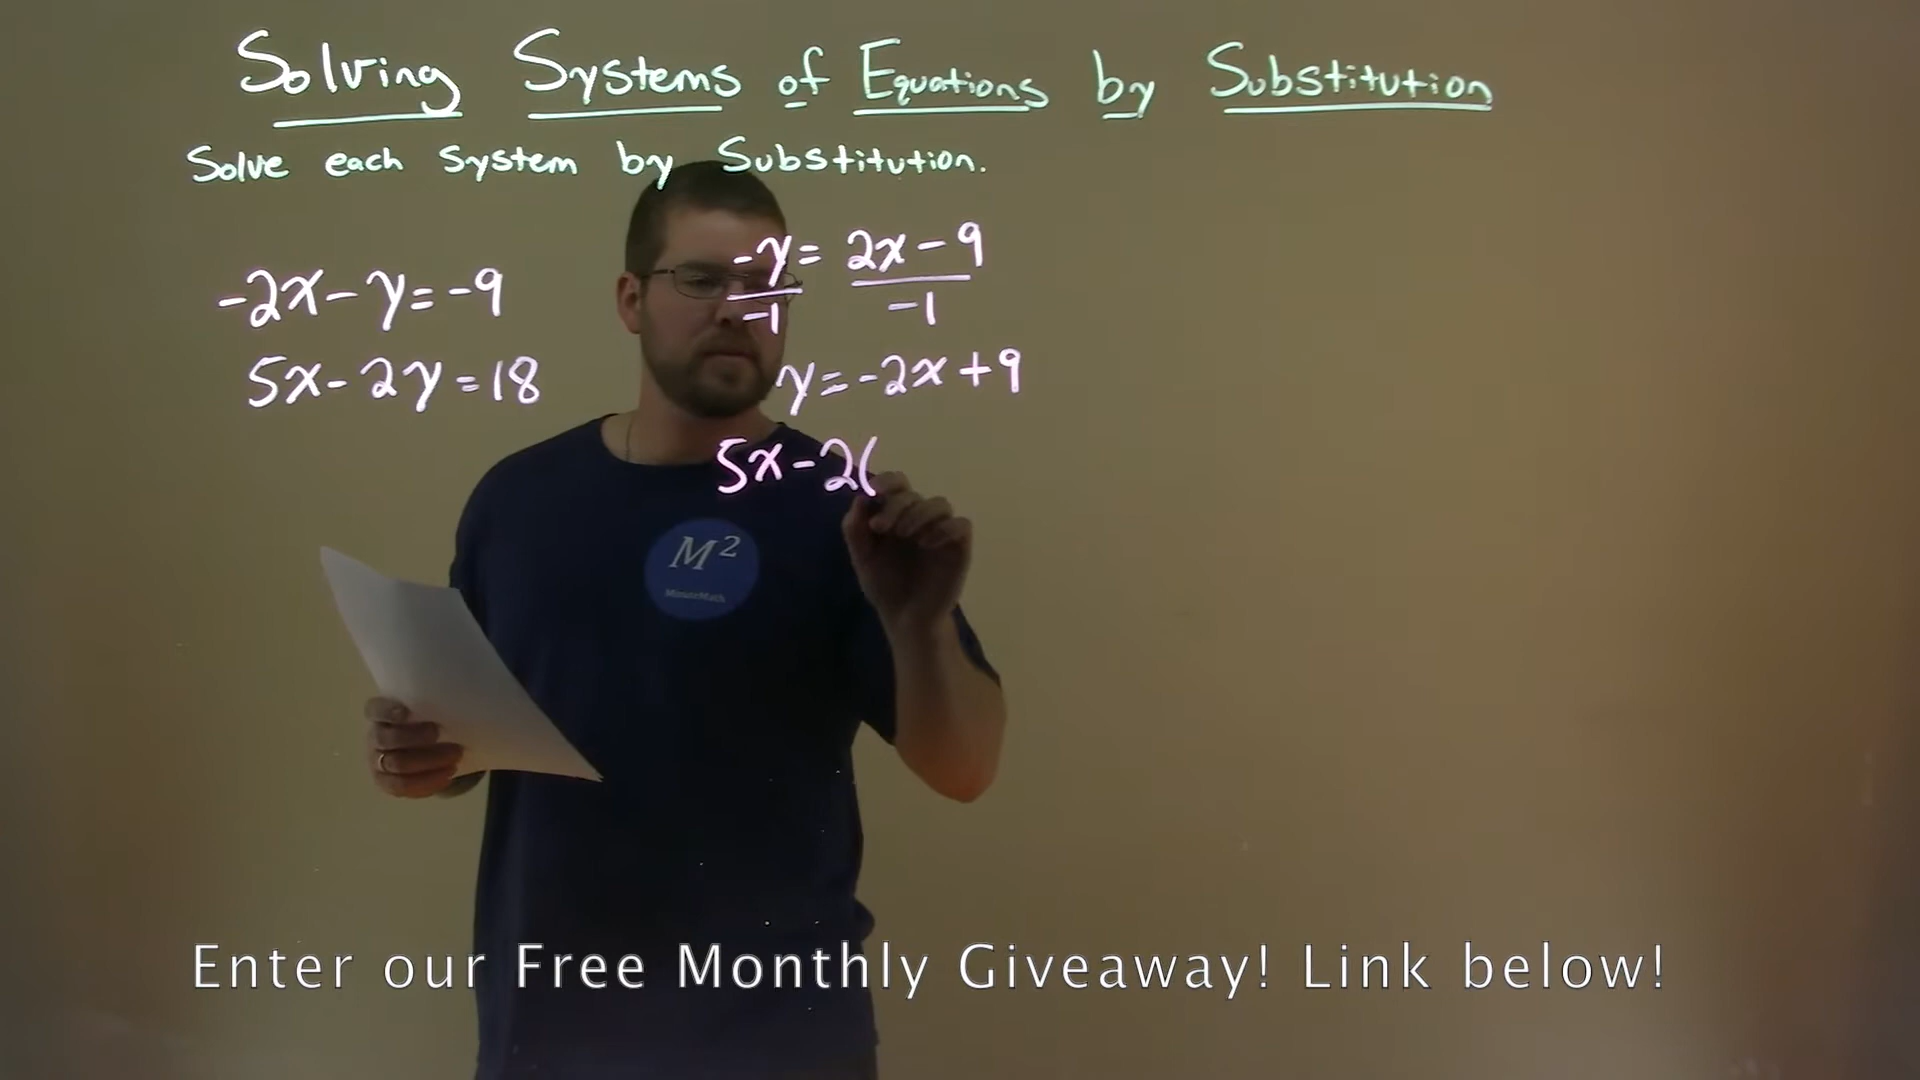 Solving Systems of Equations by Substitution
Solve each system by Substitution.
-2x-y=-9
5x-2y=18
-y= 2x-9
-1 -1
y=-2x+9
5x-2(
M²
MinuteMath
Enter our Free Monthly Giveaway! Link below!